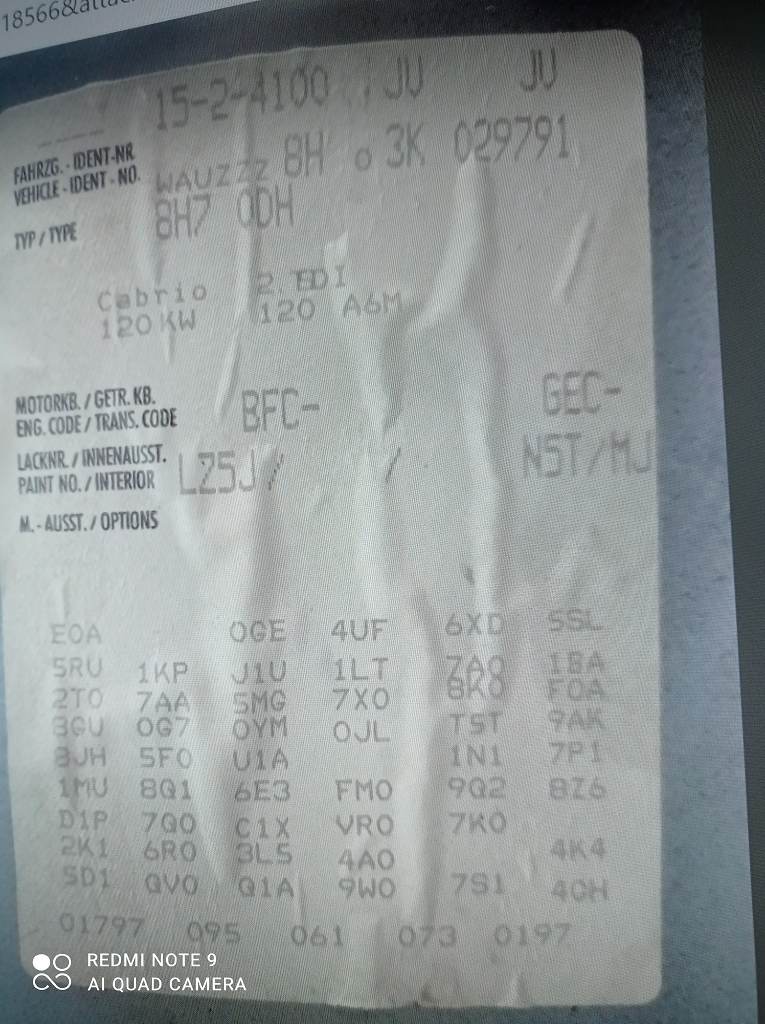 18566&attac
15-2-4100 JU JU
FAHRZG. - IDENT-NR.
VEHICLE - IDENT - NO. WAUZZZ 8H 0 3K 029791
TYP / TYPE 8H7 0DH
Cabrio
120 KW 120 A6M
MOTORKB. / GETR. KB.
ENG. CODE / TRANS. CODE BFC- GEC-
LACKNR. / INNENAUSST.
PAINT NO. / INTERIOR LZ5J / / N5T/MJ
M. - AUSST. / OPTIONS
E0A 0GE 4UF 6XD 5SL
5RU 1KP J1U 1LT 7A0 1BA
2T0 7AA 5MG 7X0 8K0 F0A
3GU 0G7 0YM 0JL TST 9AK
8JH 5F0 U1A 1N1 7P1
1MU 8Q1 6E3 FM0 9Q2 8Z6
D1P 7Q0 C1X VR0 7K0
2K1 6R0 3L5 4A0 4K4
5D1 QV0 Q1A 9W0 7S1 40H
01797 095 061 073 0197
REDMI NOTE 9
AI QUAD CAMERA